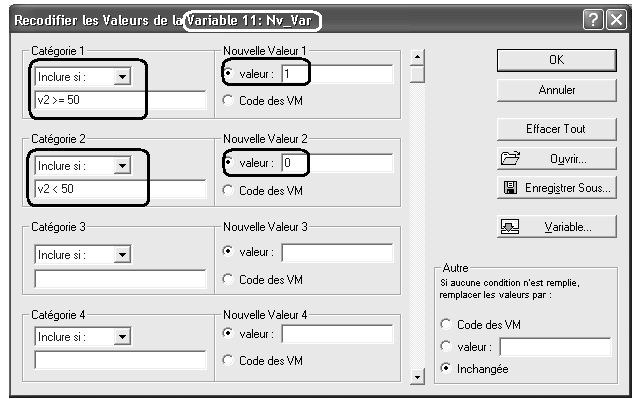 Recodifier les Valeurs de la Variable 11: Nv_Var
Catégorie 1
Inclure si :
v2 >= 50
Nouvelle Valeur 1
valeur : 1
Code des VM
Catégorie 2
Inclure si :
v2 < 50
Nouvelle Valeur 2
valeur : 0
Code des VM
Catégorie 3
Inclure si :
Nouvelle Valeur 3
valeur :
Code des VM
Catégorie 4
Inclure si :
Nouvelle Valeur 4
valeur :
Code des VM
OK
Annuler
Effacer Tout
Ouvrir...
Enregistrer Sous...
Variable...
Autre
Si aucune condition n'est remplie,
remplacer les valeurs par :
Code des VM
valeur :
Inchangée